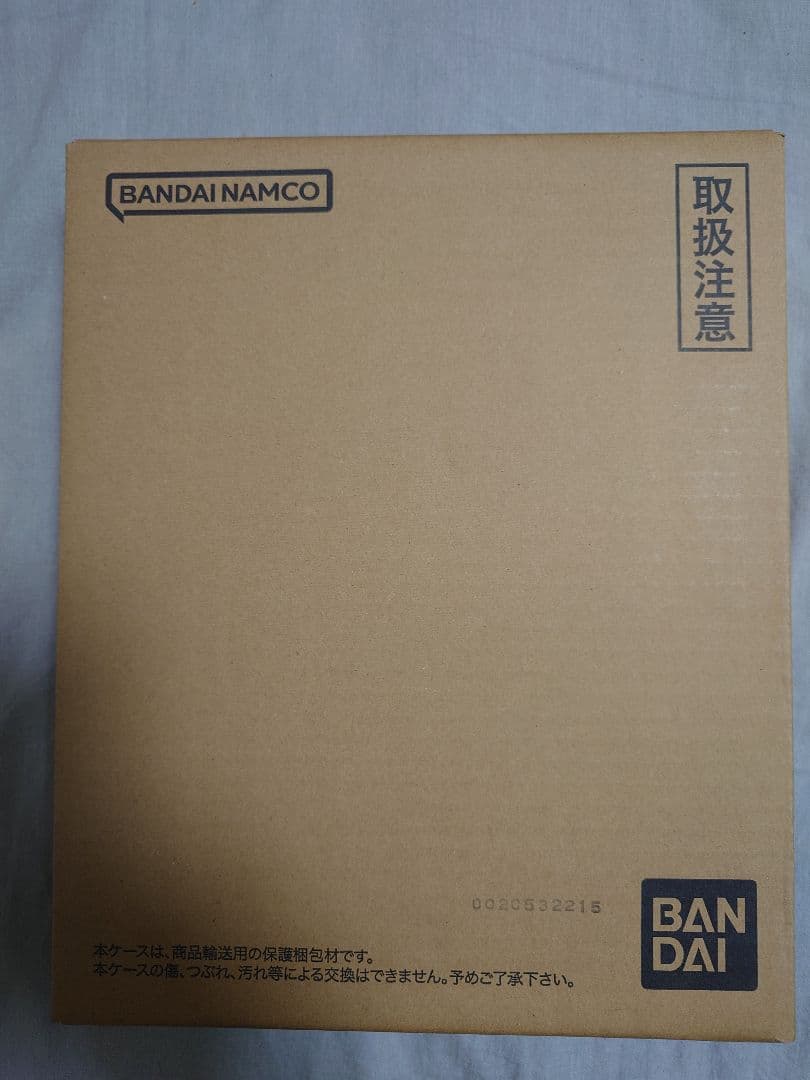 BANDAI NAMCO
取扱注意
0020532215
本ケースは、商品輸送用の保護梱包材です。
本ケースの傷、つぶれ、汚れ等による交換はできません。予めご了承下さい。
BAN
DAI